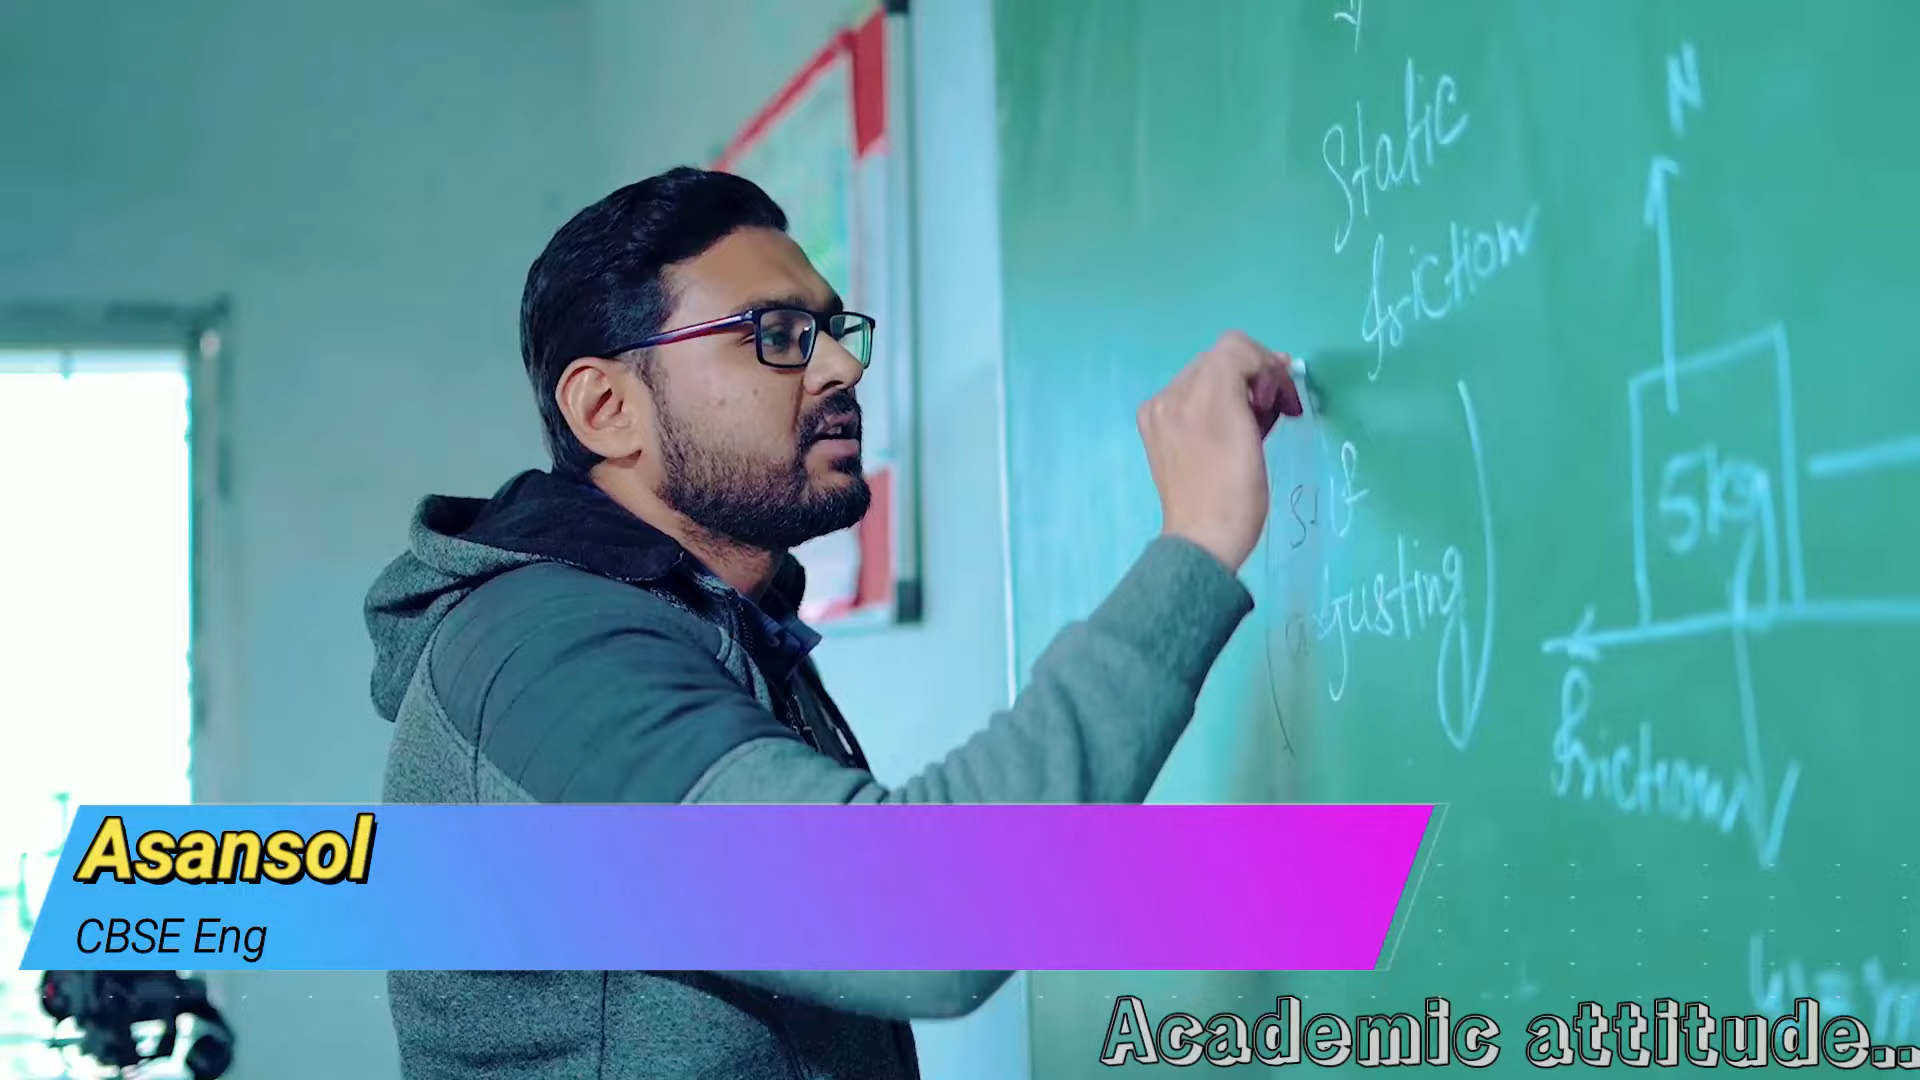 Static
friction
self
adjusting
N
5kg
friction
Asansol
CBSE Eng
Academic attitude..